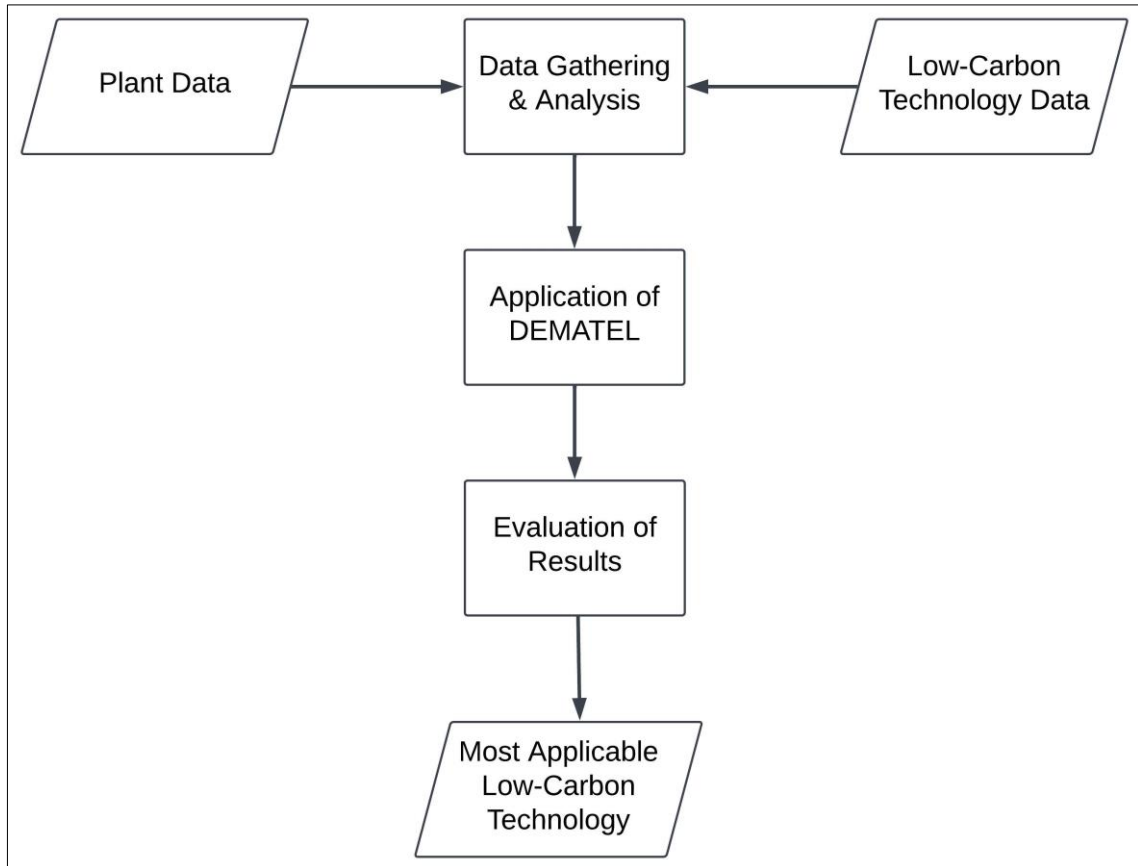 Plant Data
Data Gathering
& Analysis
Low-Carbon
Technology Data
Application of
DEMATEL
Evaluation of
Results
Most Applicable
Low-Carbon
Technology